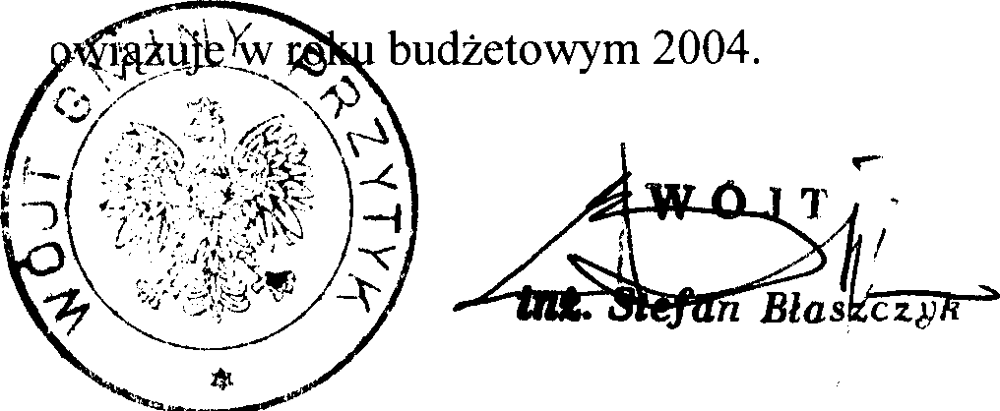 owiązuje w roku budżetowym 2004.
WÓJT GMINY PRZYTYK
WÓJT
inż. Stefan Błaszczyk